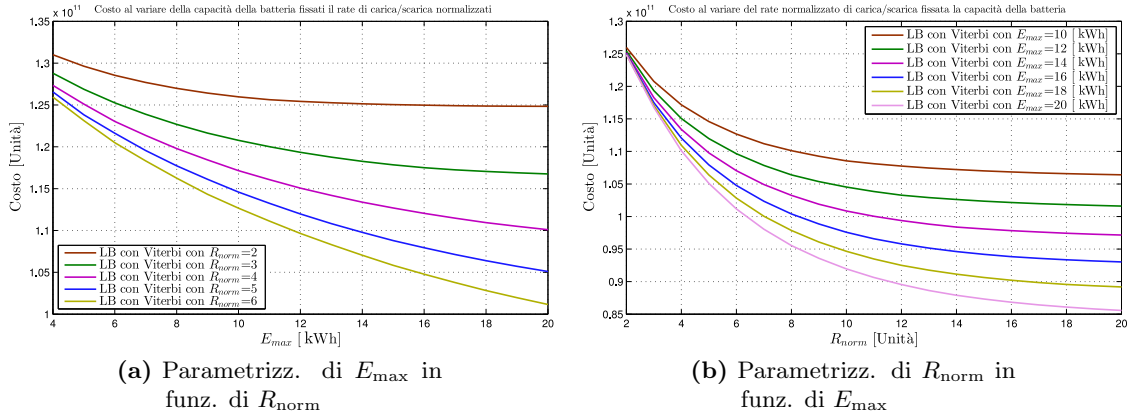 Costo al variare della capacità della batteria fissati il rate di carica/scarica normalizzati
x 10¹¹
1.35
1.3
1.25
1.2
1.15
1.1
1.05
1
Costo [Unità]
LB con Viterbi con R_norm=2
LB con Viterbi con R_norm=3
LB con Viterbi con R_norm=4
LB con Viterbi con R_norm=5
LB con Viterbi con R_norm=6
4 6 8 10 12 14 16 18 20
E_max [ kWh]
(a) Parametrizz. di E_max in
funz. di R_norm
Costo al variare del rate normalizzato di carica/scarica fissata la capacità della batteria
x 10¹¹
1.3
1.25
1.2
1.15
1.1
1.05
1
0.95
0.9
0.85
Costo [Unità]
LB con Viterbi con E_max=10 [ kWh]
LB con Viterbi con E_max=12 [ kWh]
LB con Viterbi con E_max=14 [ kWh]
LB con Viterbi con E_max=16 [ kWh]
LB con Viterbi con E_max=18 [ kWh]
LB con Viterbi con E_max=20 [ kWh]
2 4 6 8 10 12 14 16 18 20
R_norm [Unità]
(b) Parametrizz. di R_norm in
funz. di E_max